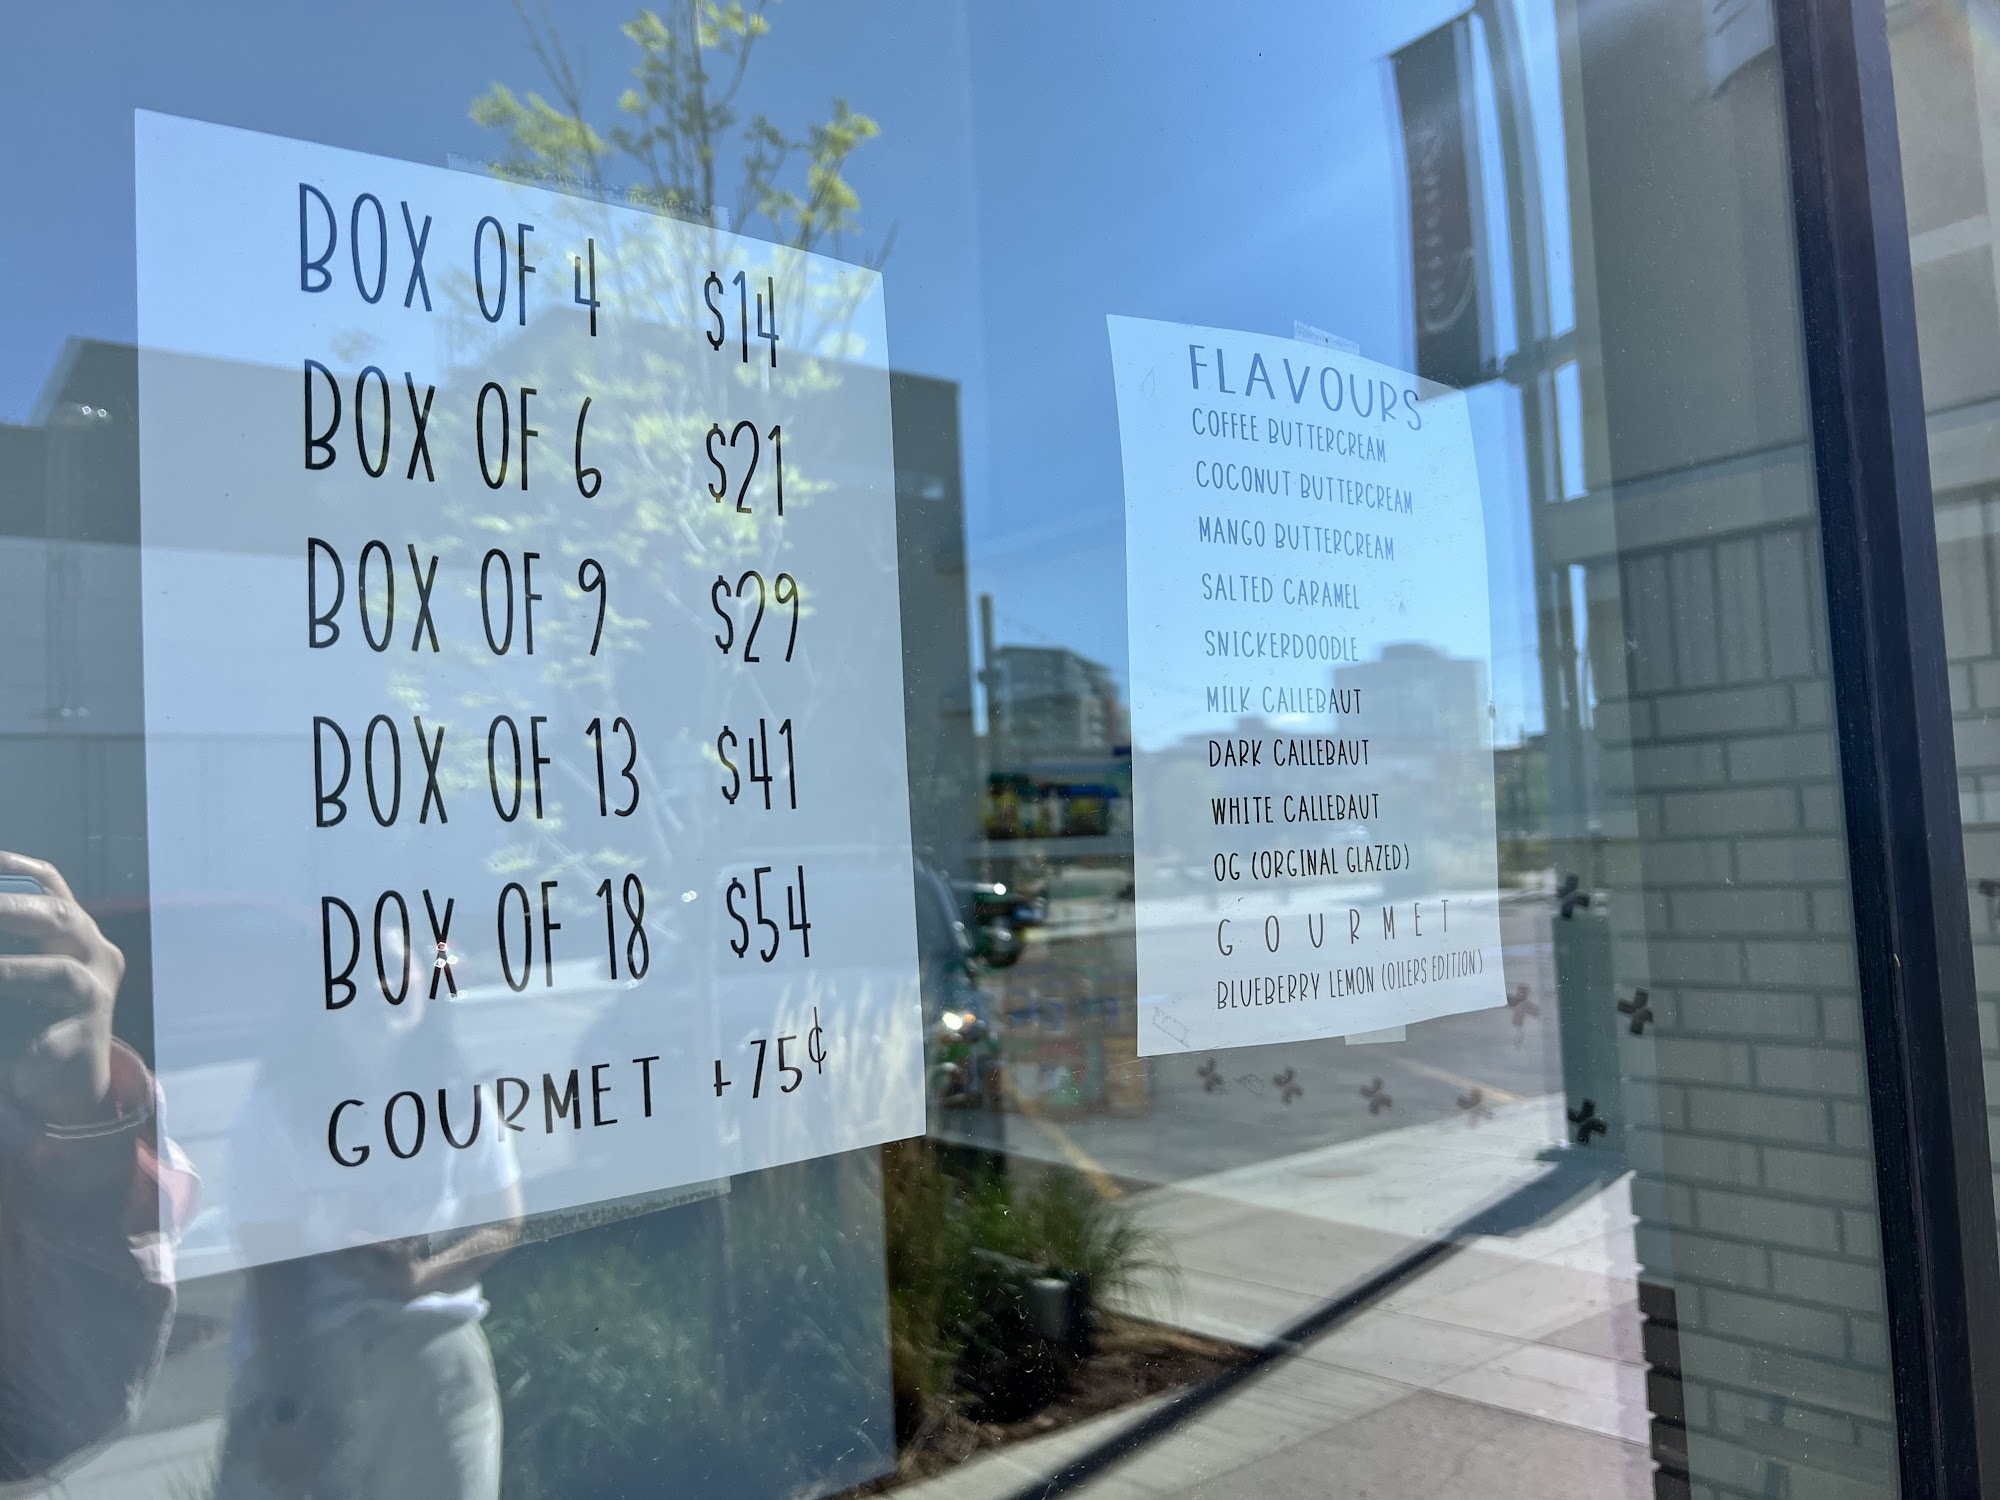 BOX OF 4 $14
BOX OF 6 $21
BOX OF 9 $29
BOX OF 13 $41
BOX OF 18 $54
GOURMET +75¢
FLAVOURS
COFFEE BUTTERCREAM
COCONUT BUTTERCREAM
MANGO BUTTERCREAM
SALTED CARAMEL
SNICKERDOODLE
MILK CALLEBAUT
DARK CALLEBAUT
WHITE CALLEBAUT
OG (ORGINAL GLAZED)
GOURMET
BLUEBERRY LEMON (OILERS EDITION)